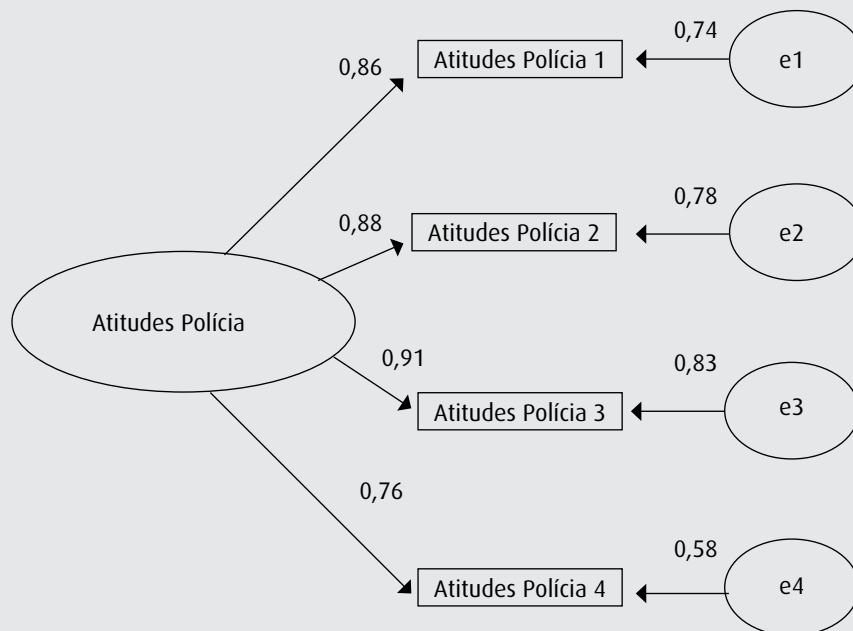 0,86
Atitudes Polícia 1
0,74
e1
0,88
Atitudes Polícia 2
0,78
e2
Atitudes Polícia
0,91
Atitudes Polícia 3
0,83
e3
0,76
Atitudes Polícia 4
0,58
e4